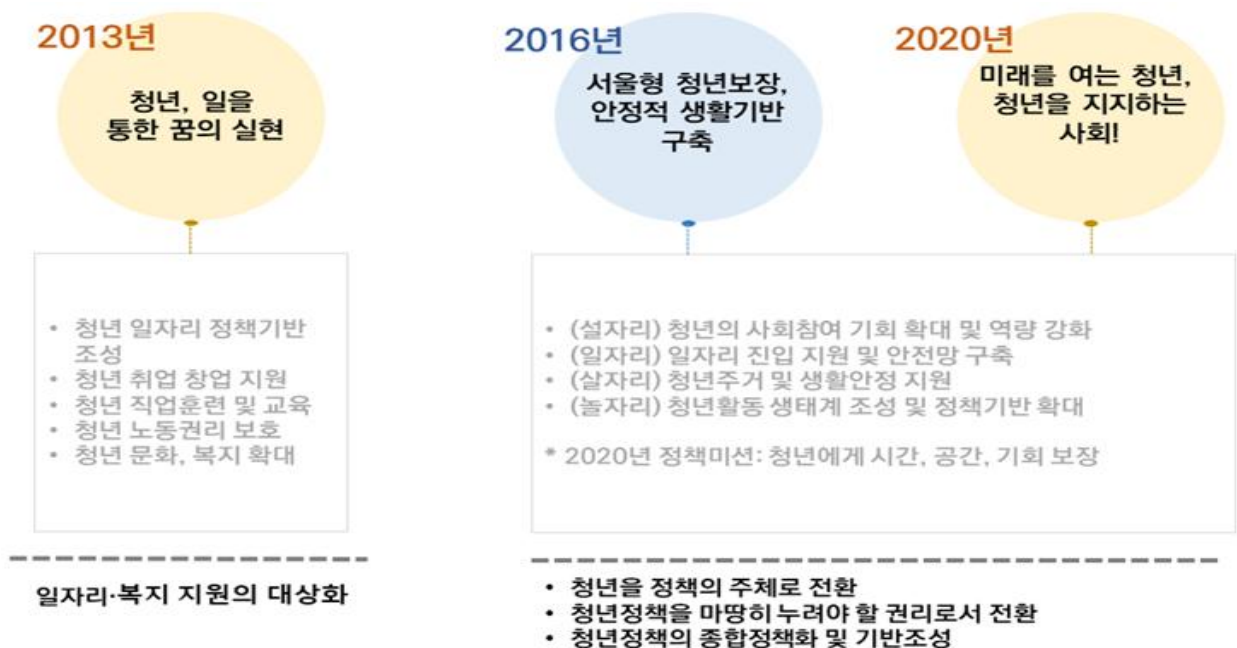 2013년
청년, 일을
통한 꿈의 실현
• 청년 일자리 정책기반
조성
• 청년 취업 창업 지원
• 청년 직업훈련 및 교육
• 청년 노동권리 보호
• 청년 문화, 복지 확대
일자리·복지 지원의 대상화
2016년
서울형 청년보장,
안정적 생활기반
구축
2020년
미래를 여는 청년,
청년을 지지하는
사회!
• (설자리) 청년의 사회참여 기회 확대 및 역량 강화
• (일자리) 일자리 진입 지원 및 안전망 구축
• (살자리) 청년주거 및 생활안정 지원
• (놀자리) 청년활동 생태계 조성 및 정책기반 확대
* 2020년 정책미션: 청년에게 시간, 공간, 기회 보장
• 청년을 정책의 주체로 전환
• 청년정책을 마땅히 누려야 할 권리로서 전환
• 청년정책의 종합정책화 및 기반조성